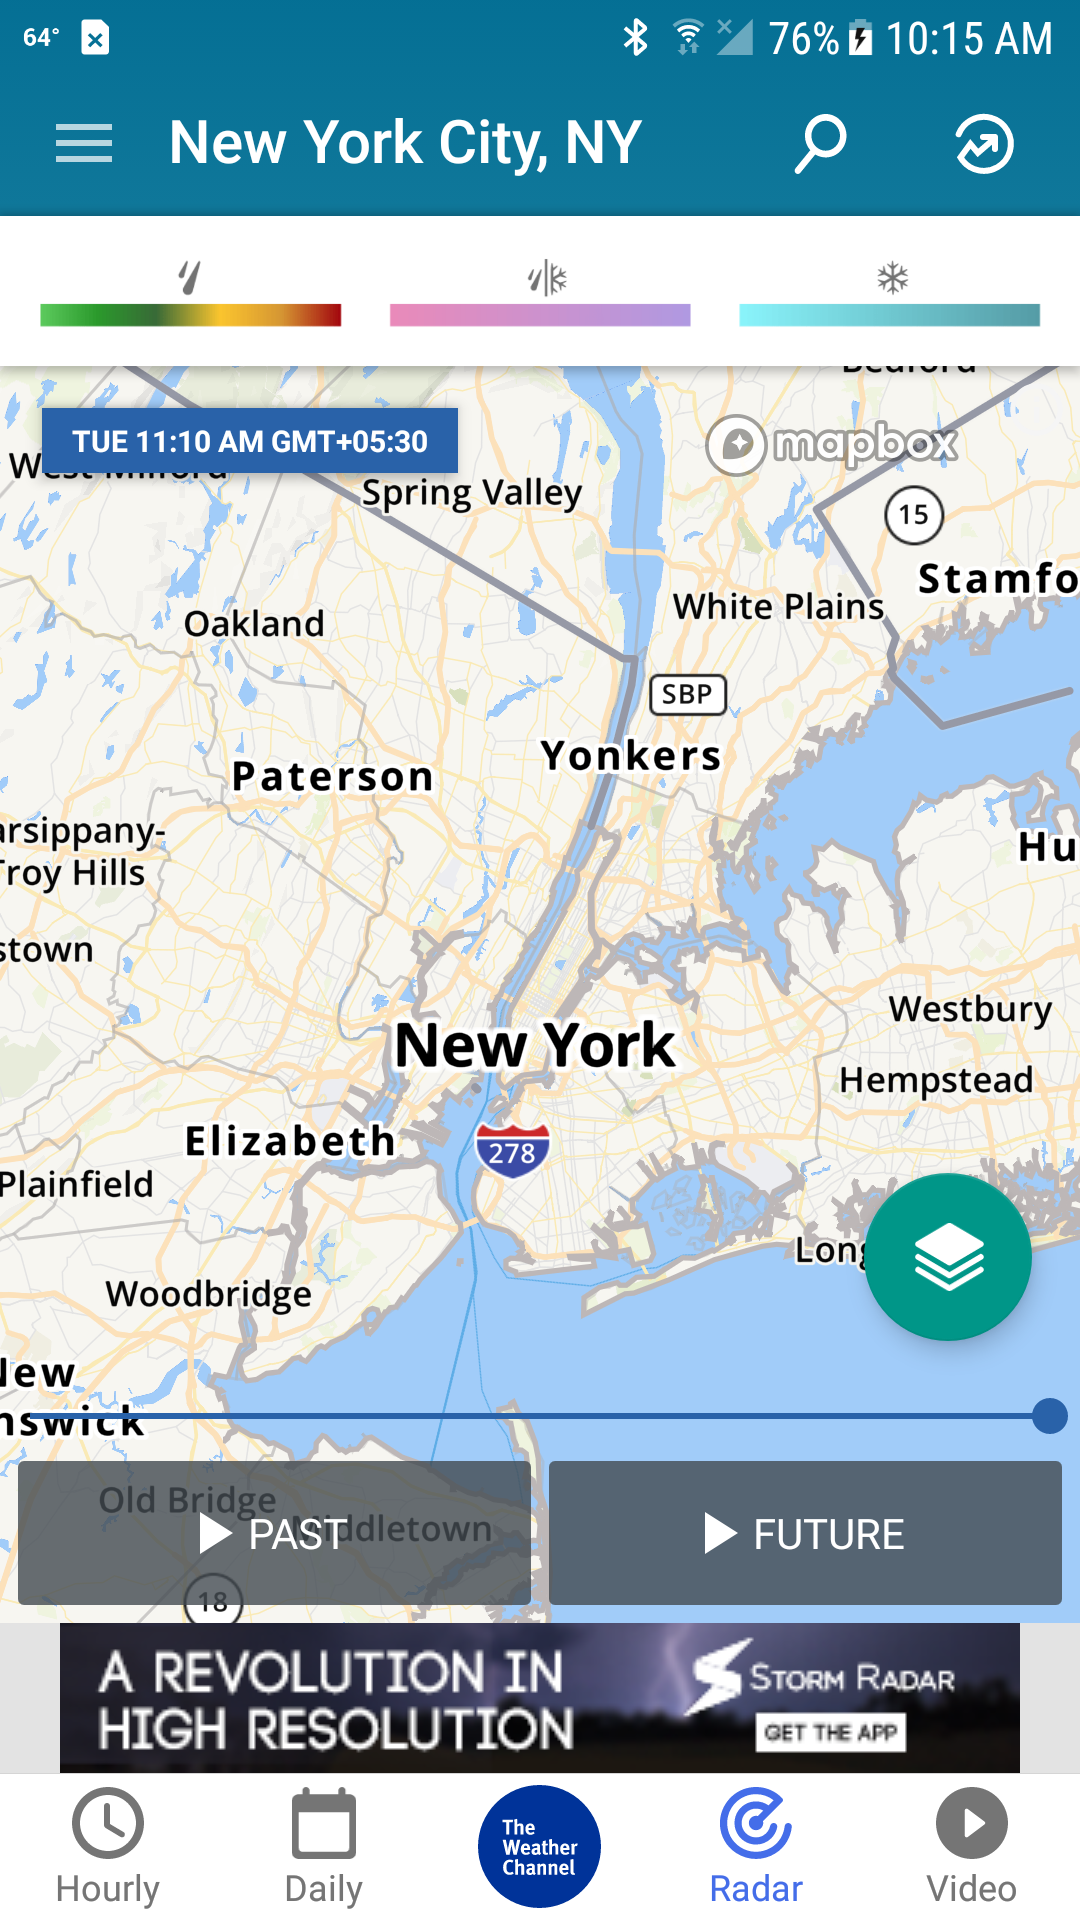 64°
76% 10:15 AM
New York City, NY
TUE 11:10 AM GMT+05:30
mapbox
Spring Valley
15
Stamfo
White Plains
Oakland
SBP
Yonkers
Paterson
arsippany-
Troy Hills
Hu
stown
Westbury
New York
Hempstead
Elizabeth
278
Plainfield
Long
Woodbridge
New
nswick
Old Bridge
Middletown
PAST
FUTURE
18
A REVOLUTION IN
HIGH RESOLUTION
STORM RADAR
GET THE APP
The
Weather
Channel
Hourly
Daily
Radar
Video